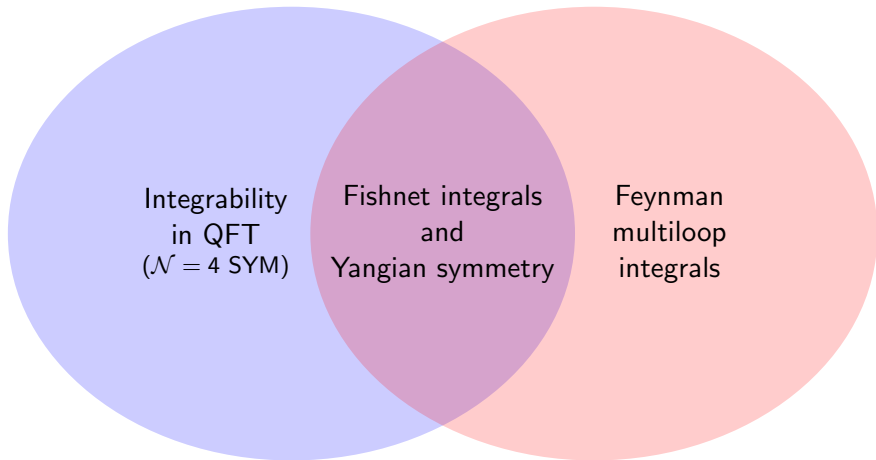 Integrability
in QFT
(𝒩 = 4 SYM)
Fishnet integrals
and
Yangian symmetry
Feynman
multiloop
integrals